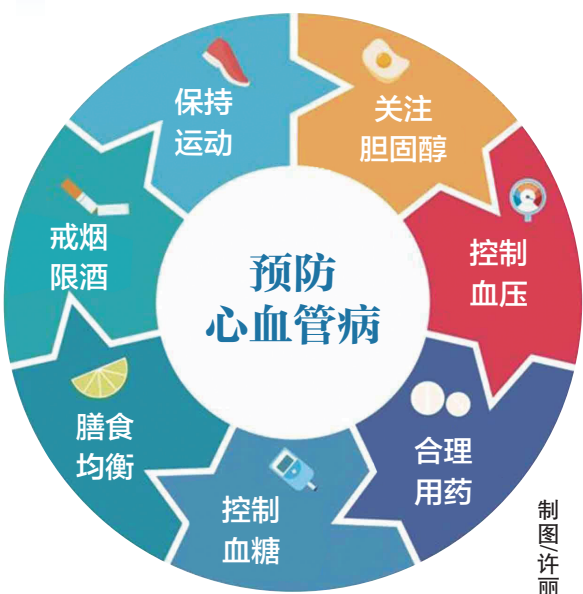 预防
心血管病
关注
胆固醇
控制
血压
合理
用药
控制
血糖
膳食
均衡
戒烟
限酒
保持
运动
制图/许丽